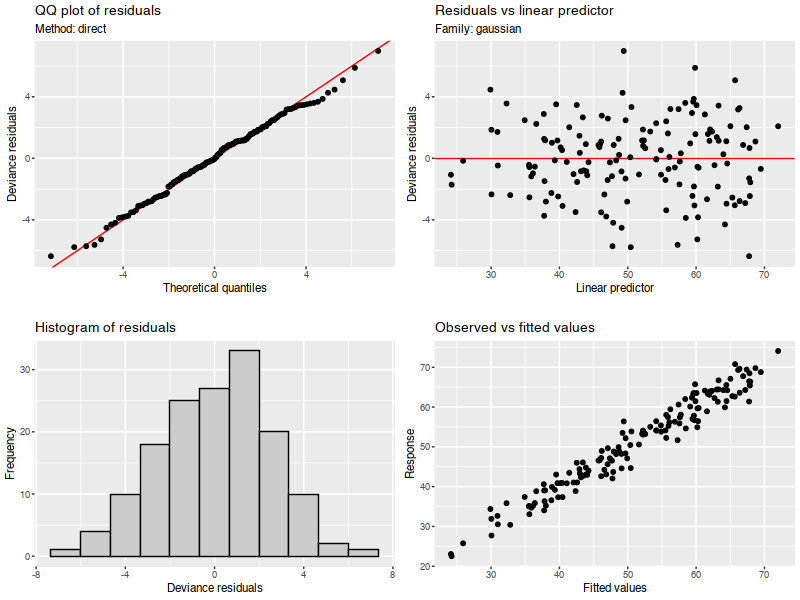 QQ plot of residuals
Method: direct
4
0
-4
Deviance residuals
-4
0
4
Theoretical quantiles
Residuals vs linear predictor
Family: gaussian
4
0
-4
Deviance residuals
30
40
50
60
70
Linear predictor
Histogram of residuals
30
20
10
0
Frequency
-8
-4
0
4
8
Deviance residuals
Observed vs fitted values
70
60
50
40
30
20
Response
30
40
50
60
70
Fitted values